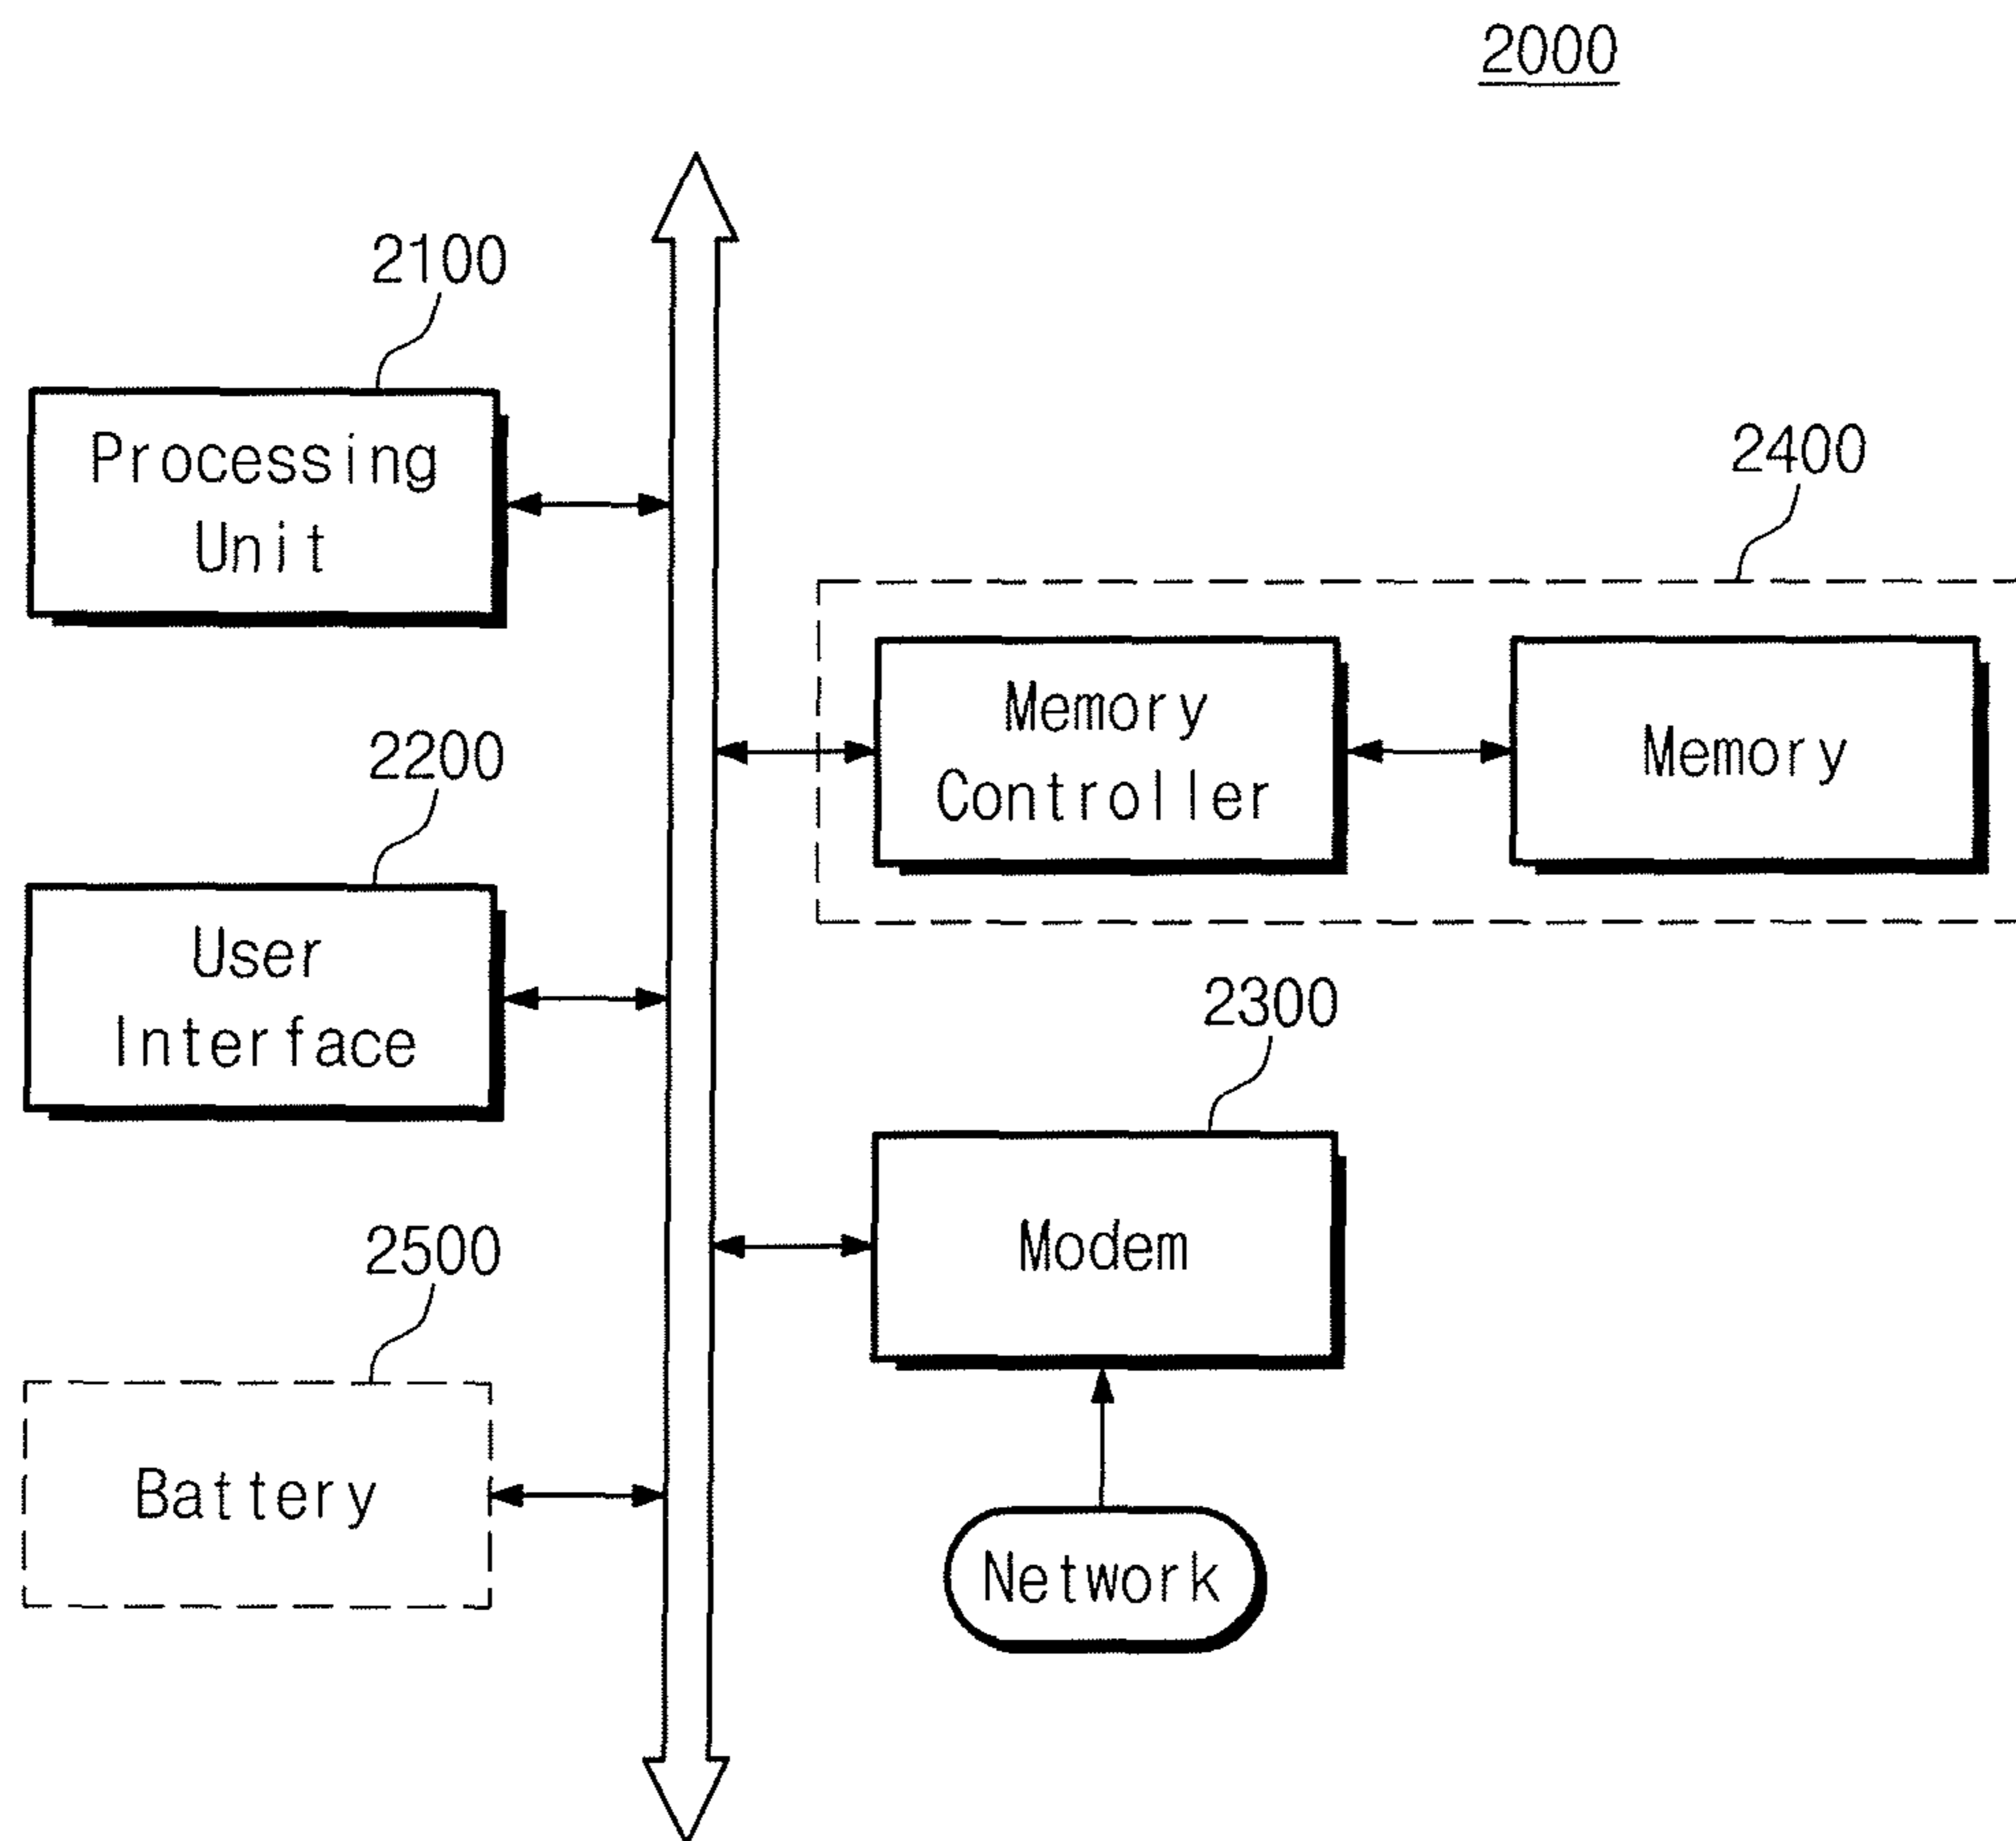 2000
2100
Processing
Unit
2400
Memory
Controller
Memory
2200
User
Interface
2300
Modem
2500
Battery
Network